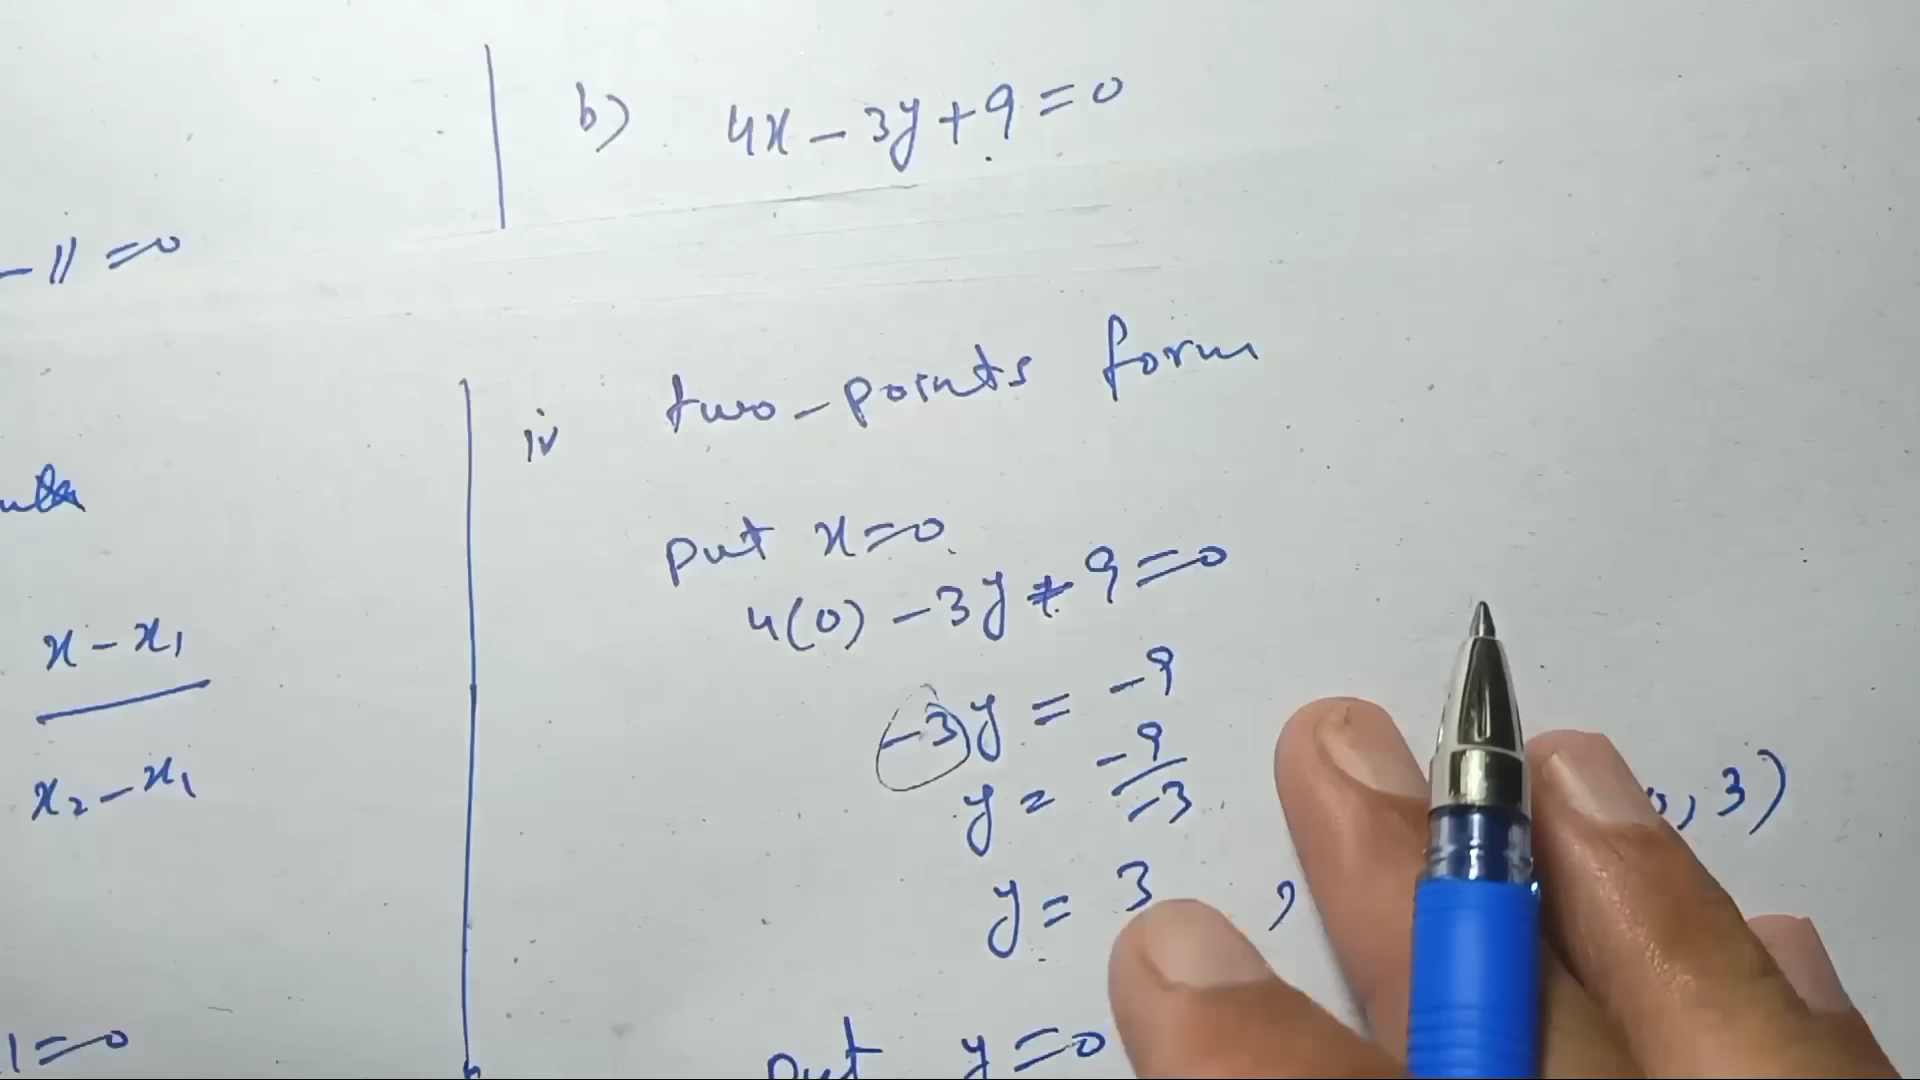 b) 4x - 3y + 9 = 0
- 11 = 0
iv two-points form
put x = 0
4(0) - 3y + 9 = 0
x - x₁
x₂ - x₁
-3y = -9
y = -9/-3
, 3)
y = 3 ,
1 = 0
put y = 0